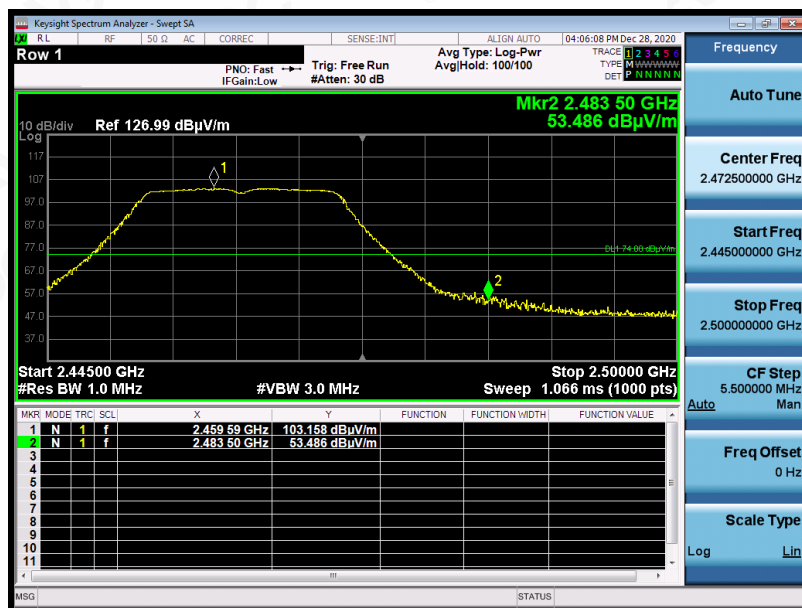 Keysight Spectrum Analyzer - Swept SA
RL RF 50 Ω AC CORREC SENSE:INT ALIGN AUTO 04:06:08 PM Dec 28, 2020
Row 1
PNO: Fast
IFGain:Low
Trig: Free Run
#Atten: 30 dB
Avg Type: Log-Pwr
Avg|Hold: 100/100
TRACE 1 2 3 4 5 6
TYPE M W W W W W
DET P N N N N N
Mkr2 2.483 50 GHz
53.486 dBµV/m
10 dB/div Ref 126.99 dBµV/m
Log
117
107
97.0
87.0
77.0
67.0
57.0
47.0
37.0
1
2
DL1 74.00 dBµV/m
Start 2.44500 GHz Stop 2.50000 GHz
#Res BW 1.0 MHz #VBW 3.0 MHz Sweep 1.066 ms (1000 pts)
MKR MODE TRC SCL X Y FUNCTION FUNCTION WIDTH FUNCTION VALUE
1 N 1 f 2.459 59 GHz 103.158 dBµV/m
2 N 1 f 2.483 50 GHz 53.486 dBµV/m
3
4
5
6
7
8
9
10
11
MSG STATUS
Frequency
Auto Tune
Center Freq
2.472500000 GHz
Start Freq
2.445000000 GHz
Stop Freq
2.500000000 GHz
CF Step
5.500000 MHz
Auto Man
Freq Offset
0 Hz
Scale Type
Log Lin